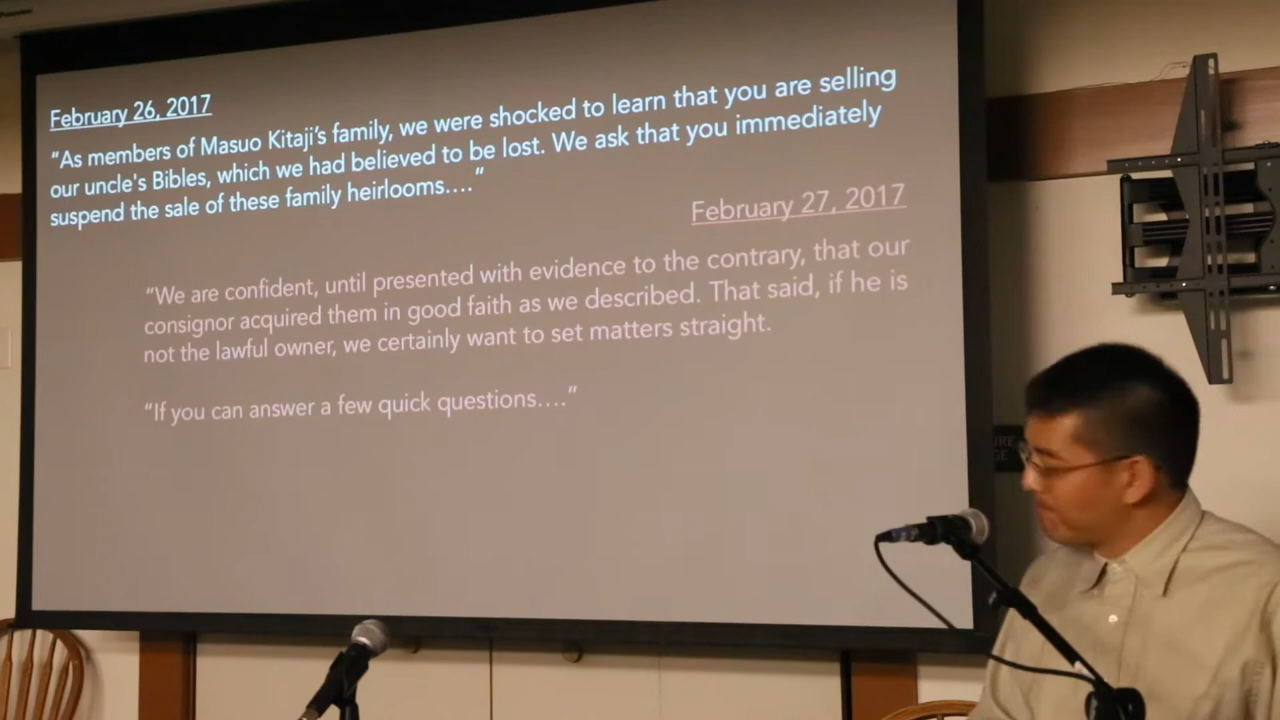 February 26, 2017
“As members of Masuo Kitaji’s family, we were shocked to learn that you are selling
our uncle's Bibles, which we had believed to be lost. We ask that you immediately
suspend the sale of these family heirlooms….”
February 27, 2017
“We are confident, until presented with evidence to the contrary, that our
consignor acquired them in good faith as we described. That said, if he is
not the lawful owner, we certainly want to set matters straight.
“If you can answer a few quick questions….”